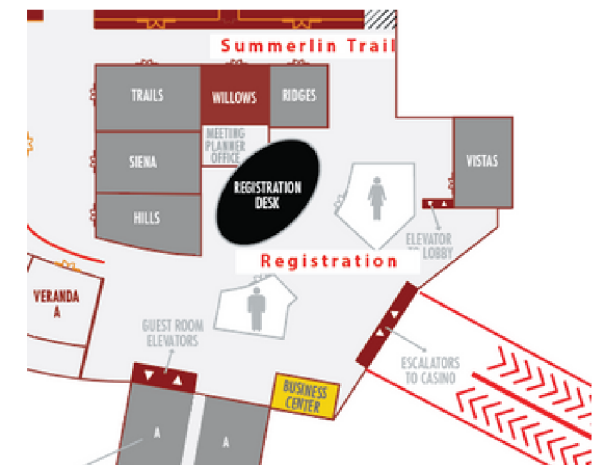 Summerlin Trail
TRAILS
WILLOWS
RIDGES
MEETING
PLANNER
OFFICE
SIENA
VISTAS
REGISTRATION
DESK
HILLS
ELEVATOR
TO LOBBY
Registration
VERANDA
A
GUEST ROOM
ELEVATORS
ESCALATORS
TO CASINO
BUSINESS
CENTER
A
A